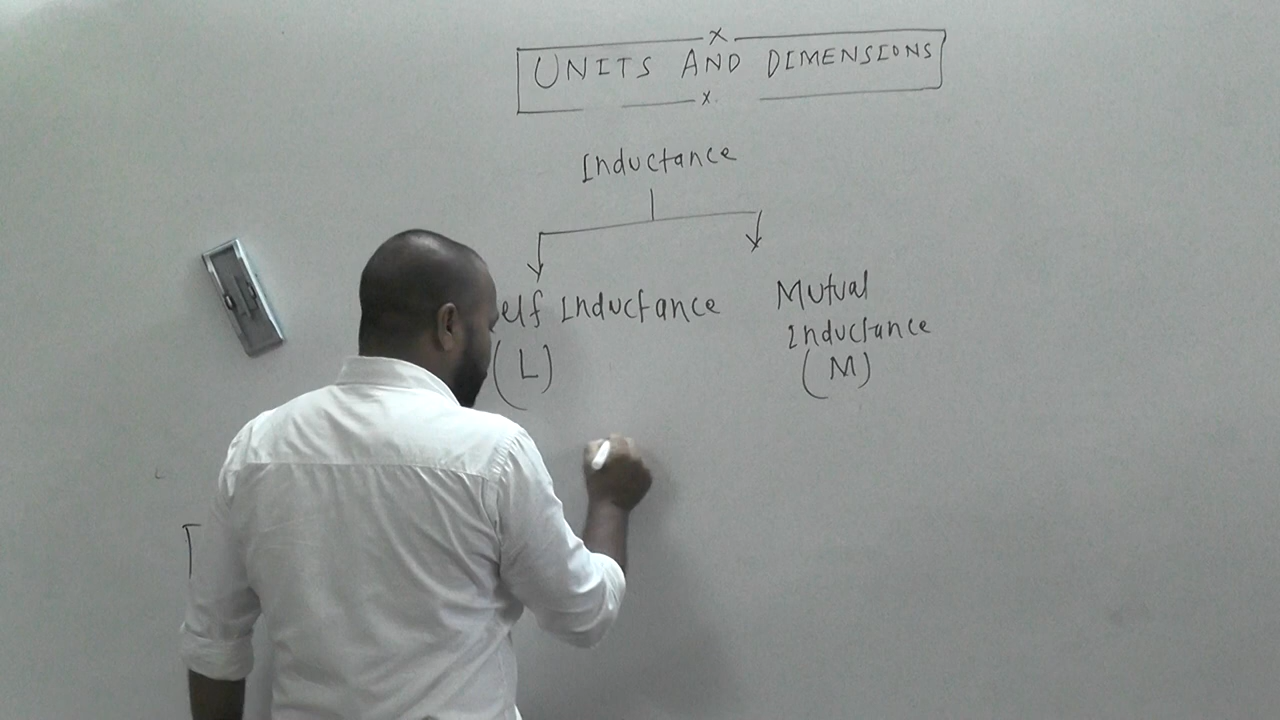 UNITS AND DIMENSIONS
Inductance
elf Inductance
(L)
Mutual
Inductance
(M)